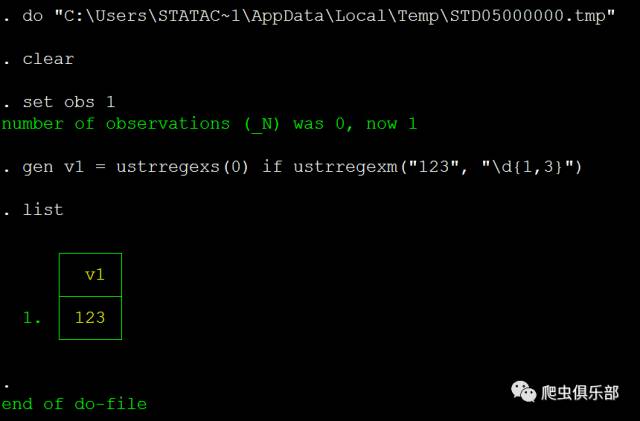 . do "C:\Users\STATAC~1\AppData\Local\Temp\STD05000000.tmp"
. clear
. set obs 1
number of observations (_N) was 0, now 1
. gen v1 = ustrregexs(0) if ustrregexm("123", "\d{1,3}")
. list
v1
1. 123
.
end of do-file
爬虫俱乐部